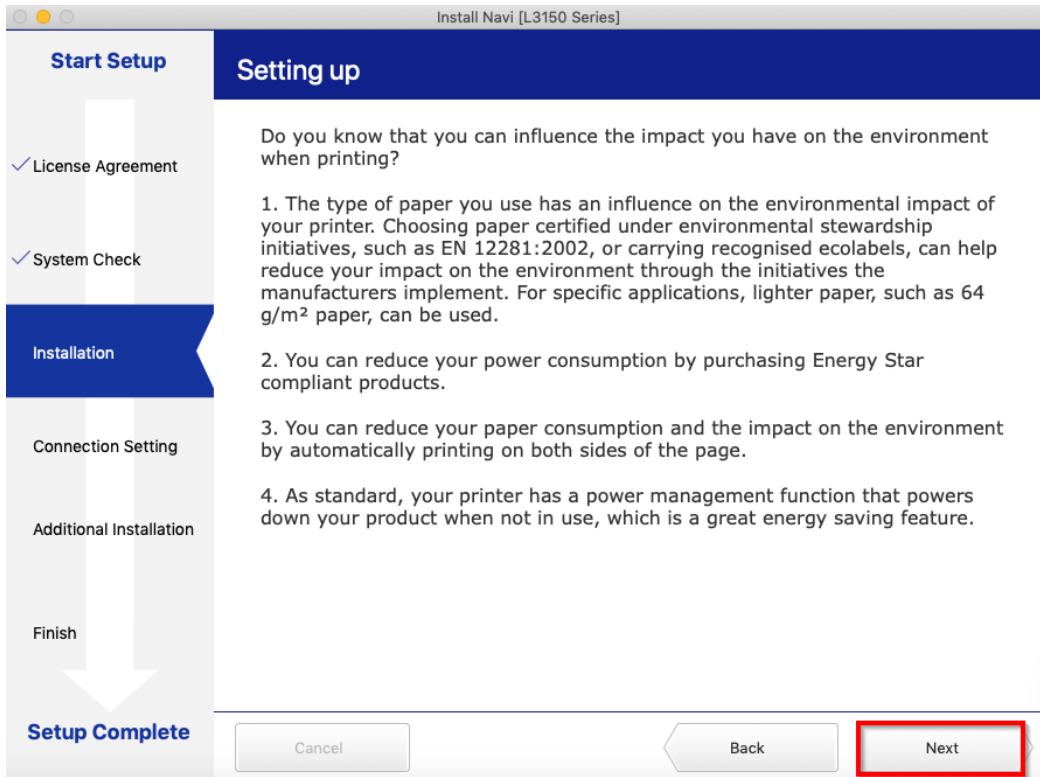 Install Navi [L3150 Series]
Start Setup
License Agreement
System Check
Installation
Connection Setting
Additional Installation
Finish
Setup Complete
Setting up
Do you know that you can influence the impact you have on the environment
when printing?
1. The type of paper you use has an influence on the environmental impact of
your printer. Choosing paper certified under environmental stewardship
initiatives, such as EN 12281:2002, or carrying recognised ecolabels, can help
reduce your impact on the environment through the initiatives the
manufacturers implement. For specific applications, lighter paper, such as 64
g/m² paper, can be used.
2. You can reduce your power consumption by purchasing Energy Star
compliant products.
3. You can reduce your paper consumption and the impact on the environment
by automatically printing on both sides of the page.
4. As standard, your printer has a power management function that powers
down your product when not in use, which is a great energy saving feature.
Cancel
Back
Next